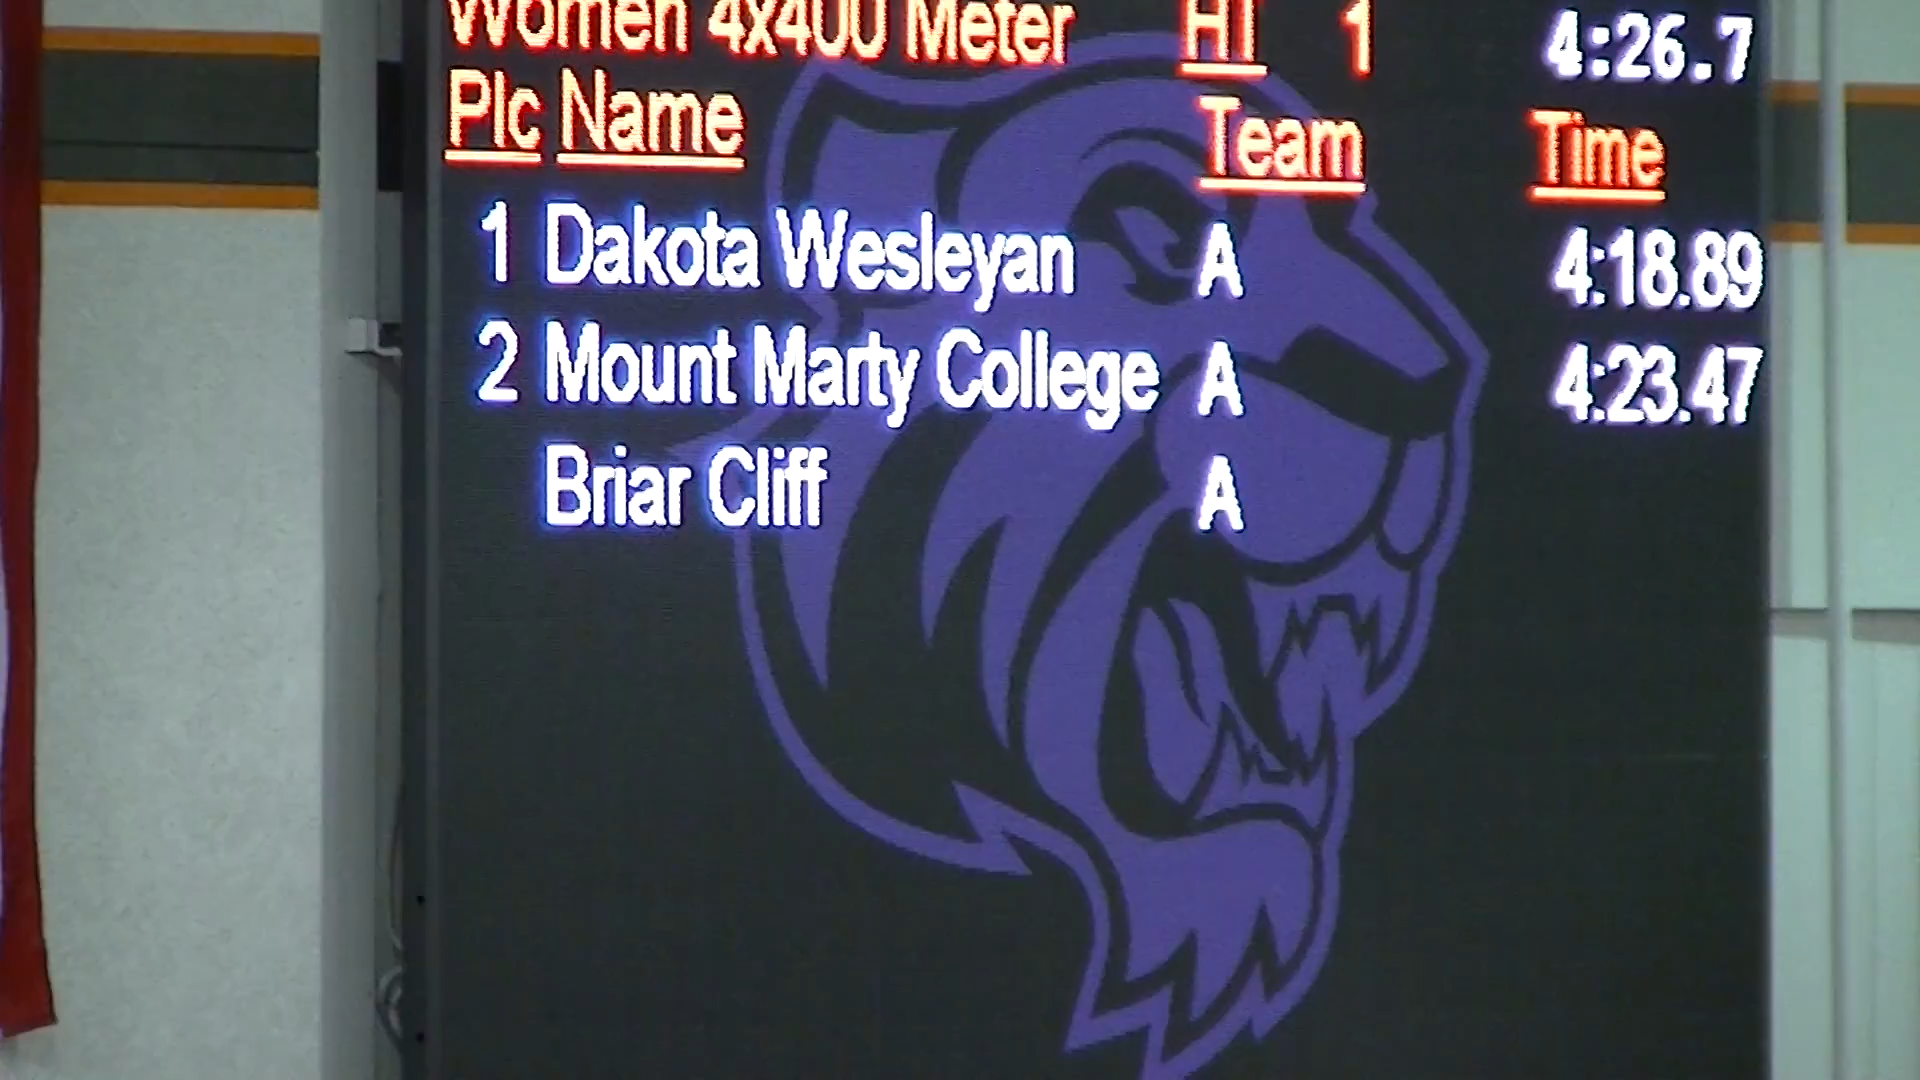 Women 4x400 Meter HT 1 4:26.7
Plc Name Team Time
1 Dakota Wesleyan A 4:18.89
2 Mount Marty College A 4:23.47
Briar Cliff A